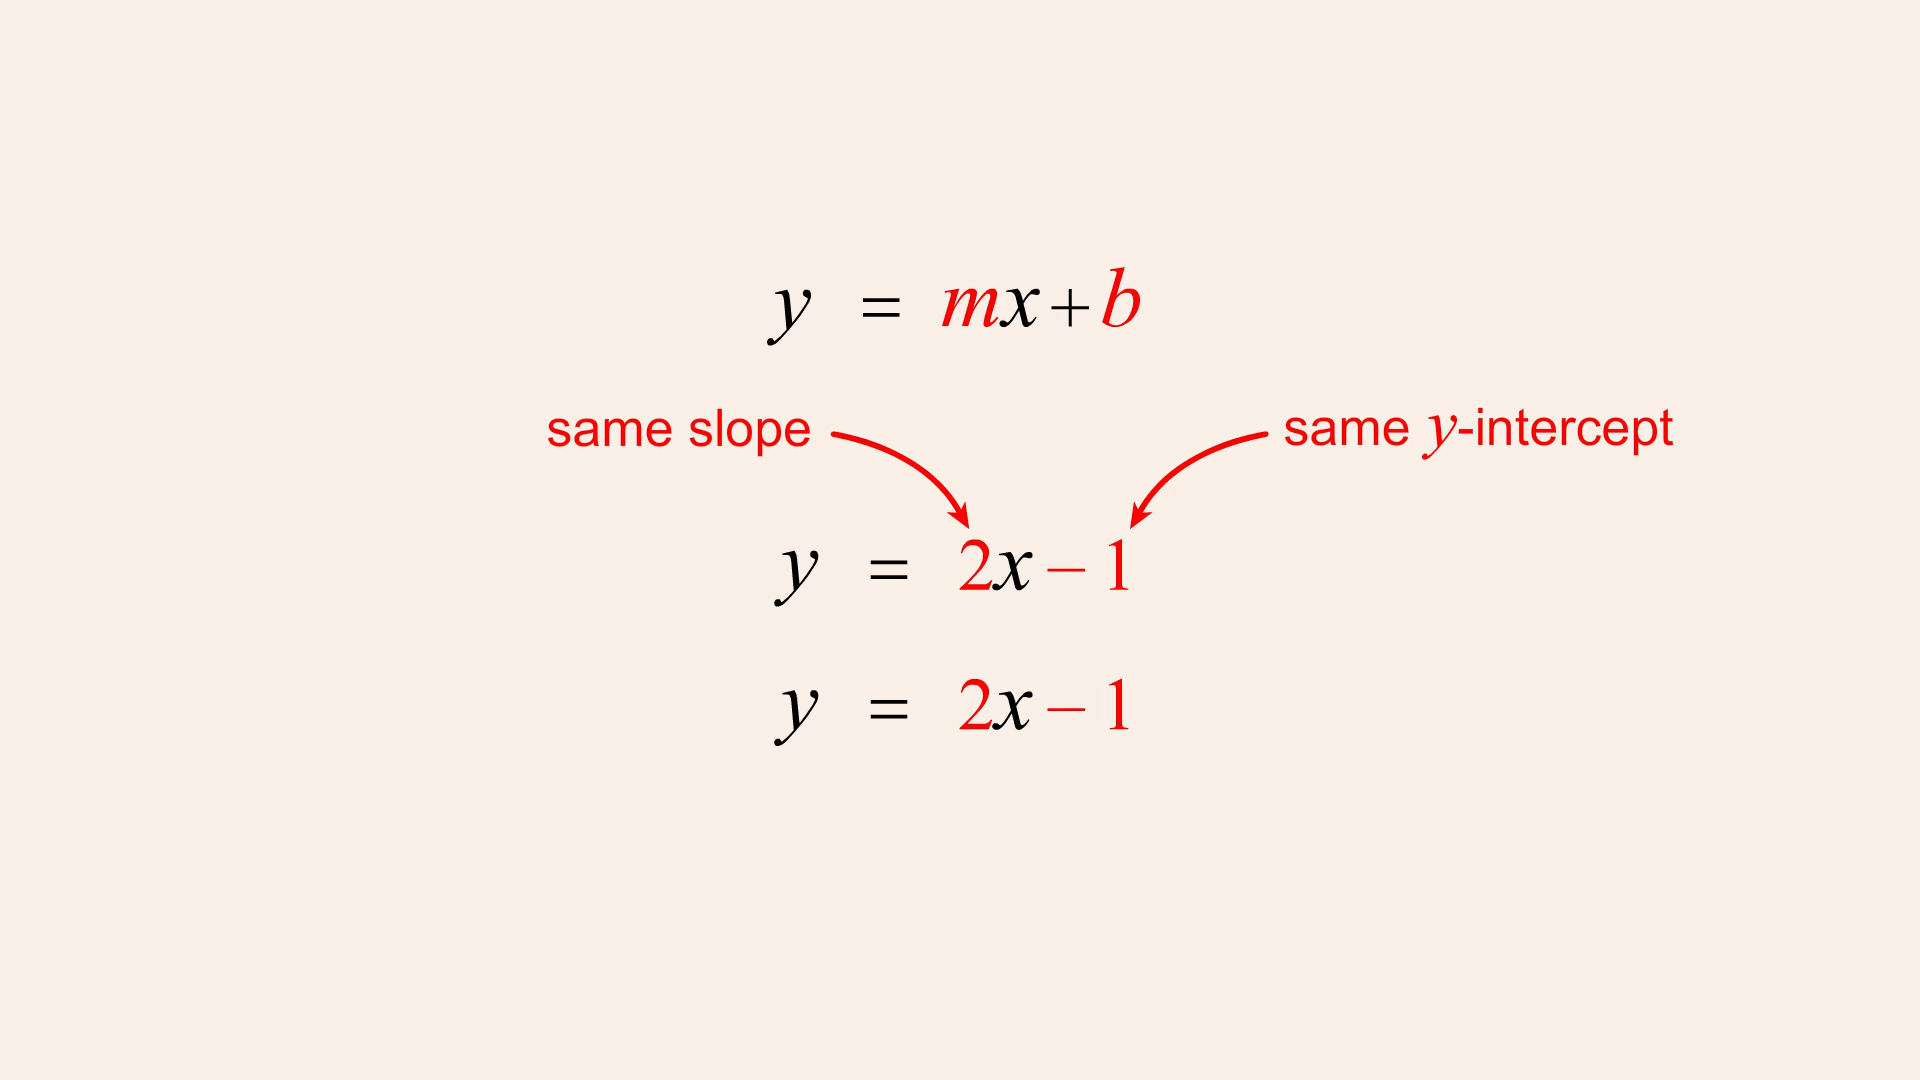 y = mx + b
same slope
same y-intercept
y = 2x – 1
y = 2x – 1